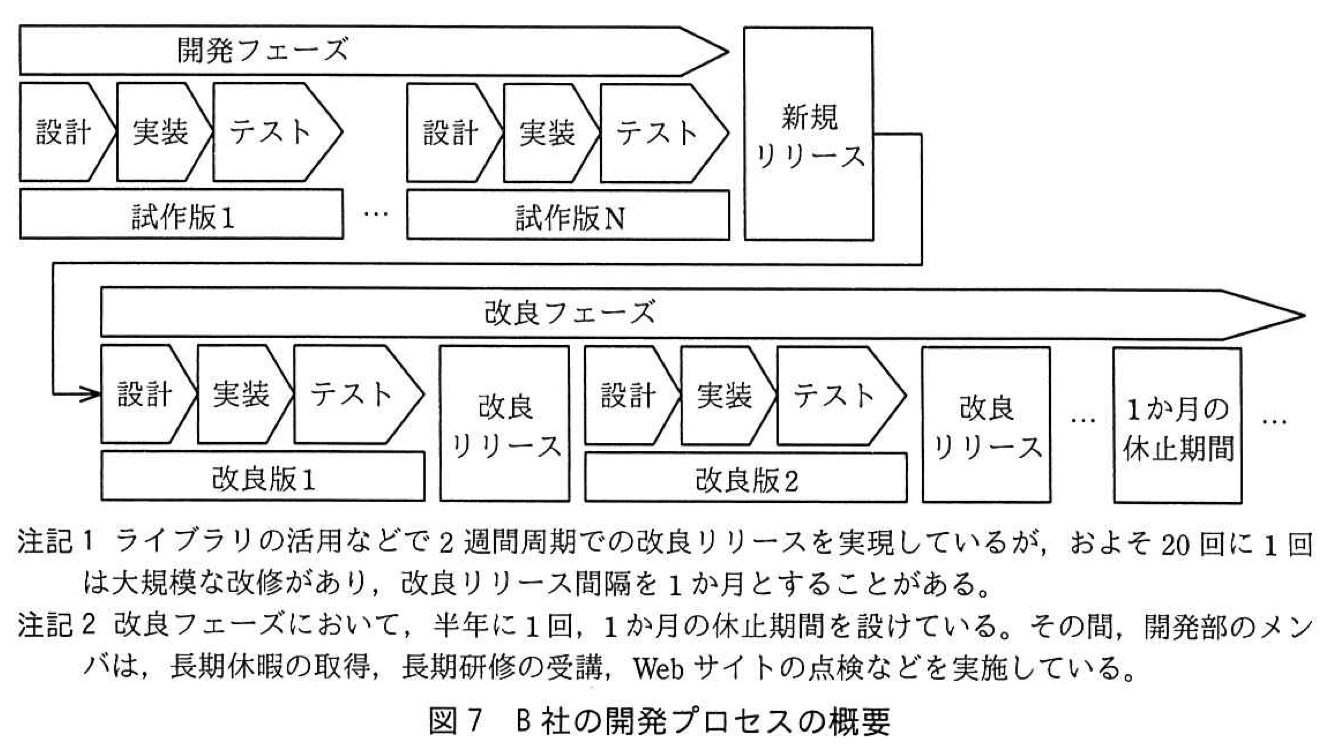 開発フェーズ
設計 実装 テスト … 設計 実装 テスト
新規
リリース
試作版1 試作版N
改良フェーズ
設計 実装 テスト
改良
リリース
設計 実装 テスト
改良
リリース
…
1か月の
休止期間
…
改良版1 改良版2
注記1 ライブラリの活用などで2週間周期での改良リリースを実現しているが，およそ20回に1回
は大規模な改修があり，改良リリース間隔を1か月とすることがある。
注記2 改良フェーズにおいて，半年に1回，1か月の休止期間を設けている。その間，開発部のメン
バは，長期休暇の取得，長期研修の受講，Webサイトの点検などを実施している。
図7 B社の開発プロセスの概要